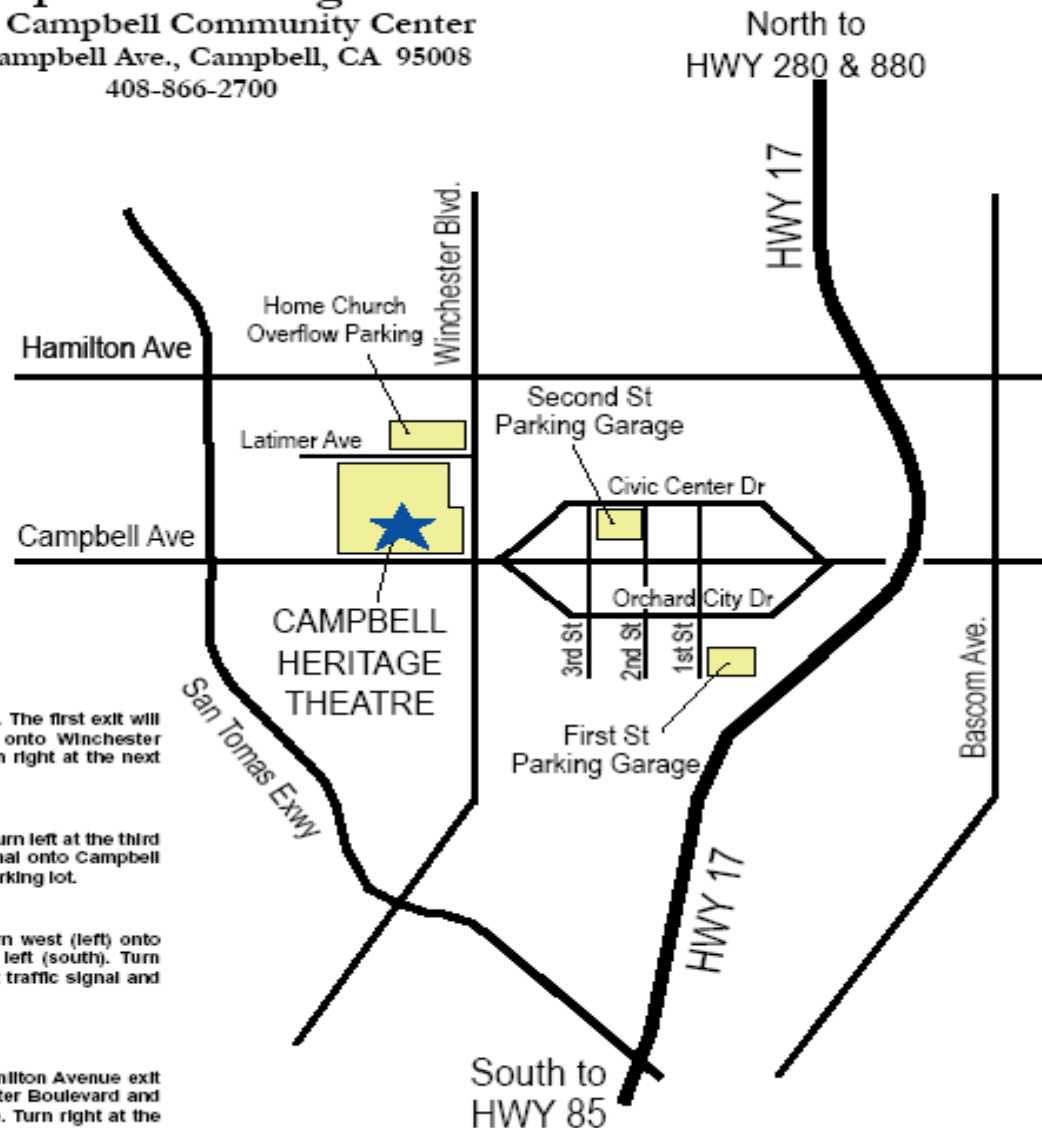 Campbell Community Center
ampbell Ave., Campbell, CA 95008
408-866-2700
North to
HWY 280 & 880
HWY 17
Winchester Blvd.
Home Church
Overflow Parking
Hamilton Ave
Second St
Parking Garage
Latimer Ave
Civic Center Dr
Campbell Ave
Orchard City Dr
CAMPBELL
HERITAGE
THEATRE
3rd St
2nd St
1st St
Bascom Ave.
San Tomas Exwy
First St
Parking Garage
. The first exit will
onto Winchester
n right at the next
urn left at the third
nal onto Campbell
rking lot.
HWY 17
rn west (left) onto
left (south). Turn
t traffic signal and
South to
HWY 85
milton Avenue exit
ter Boulevard and
. Turn right at the